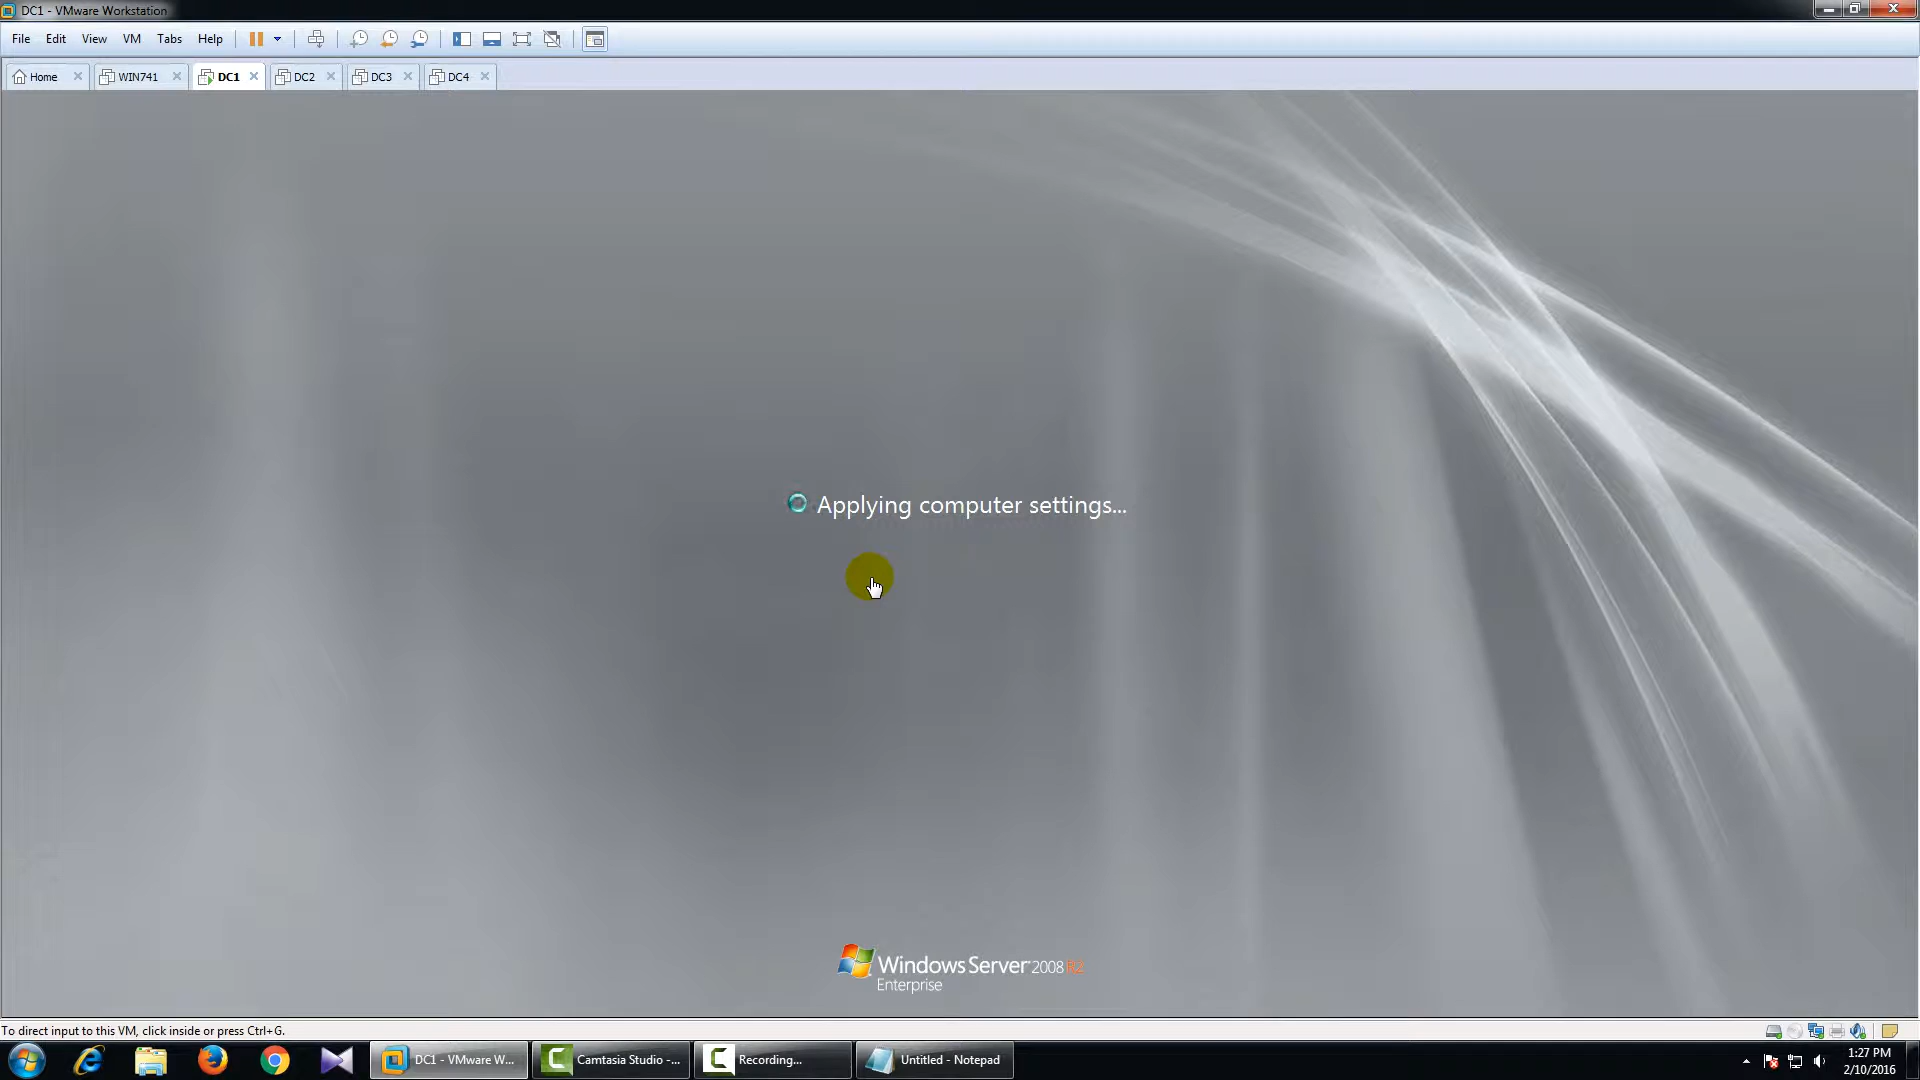 DC1 - VMware Workstation
File Edit View VM Tabs Help
Home WIN741 DC1 DC2 DC3 DC4
Applying computer settings...
Windows Server 2008 R2
Enterprise
To direct input to this VM, click inside or press Ctrl+G.
DC1 - VMware W... Camtasia Studio -... Recording... Untitled - Notepad
1:27 PM
2/10/2016